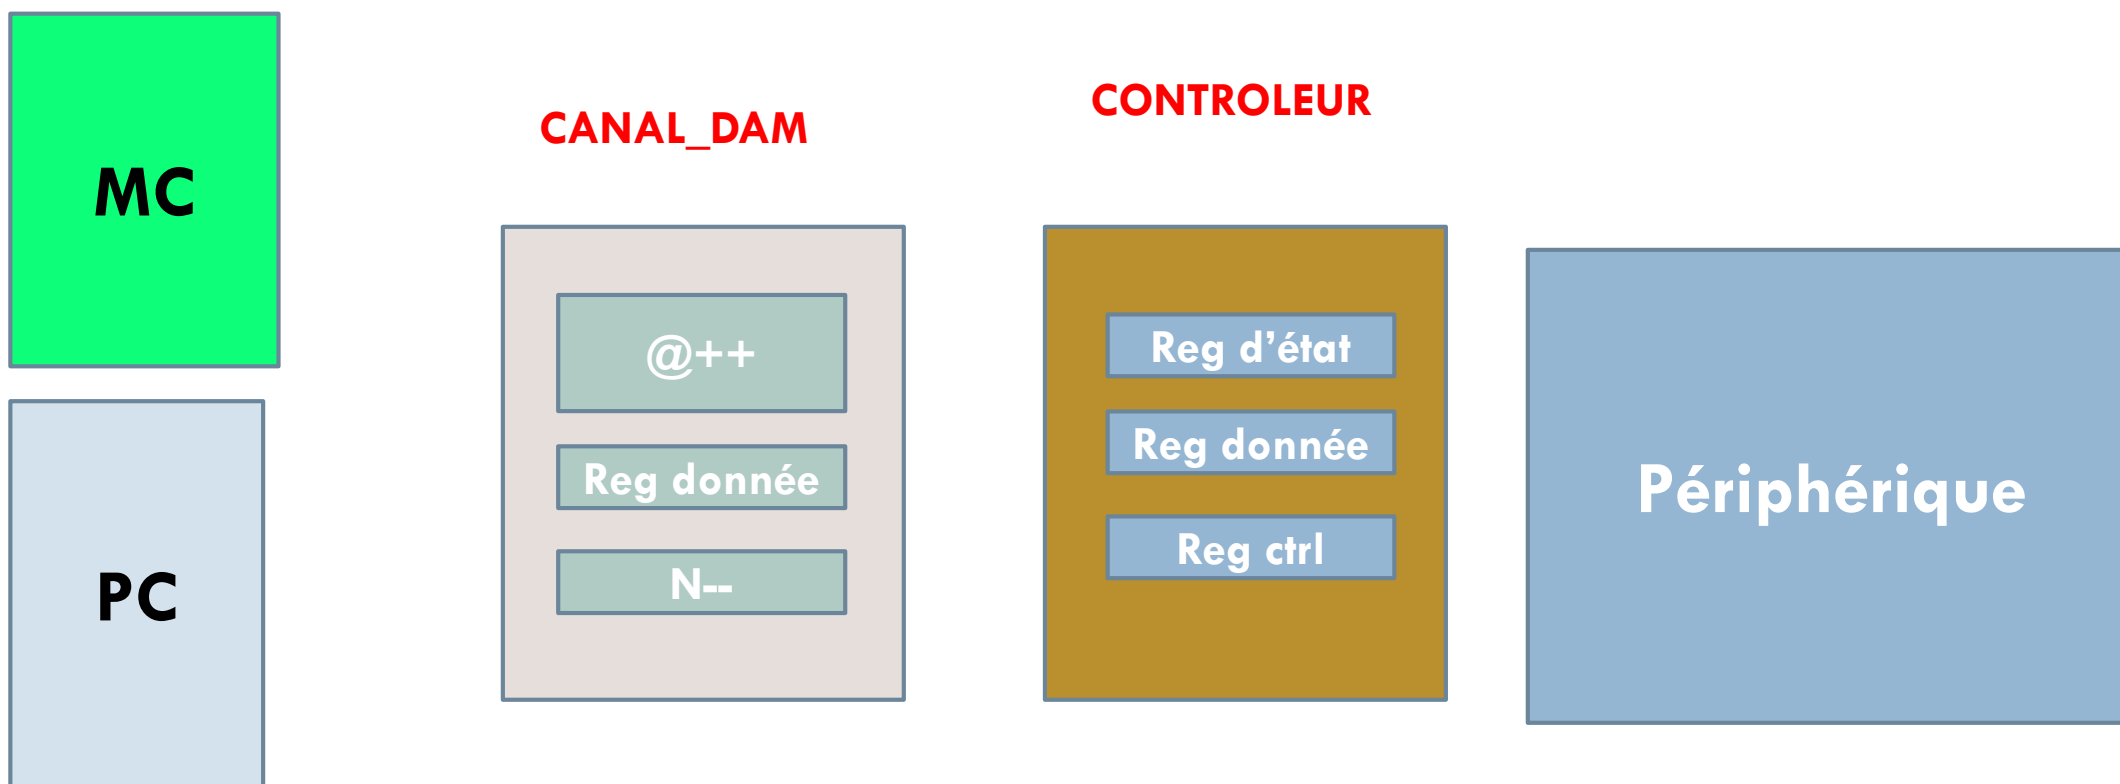 MC
PC
CANAL_DAM
@++
Reg donnée
N--
CONTROLEUR
Reg d’état
Reg donnée
Reg ctrl
Périphérique